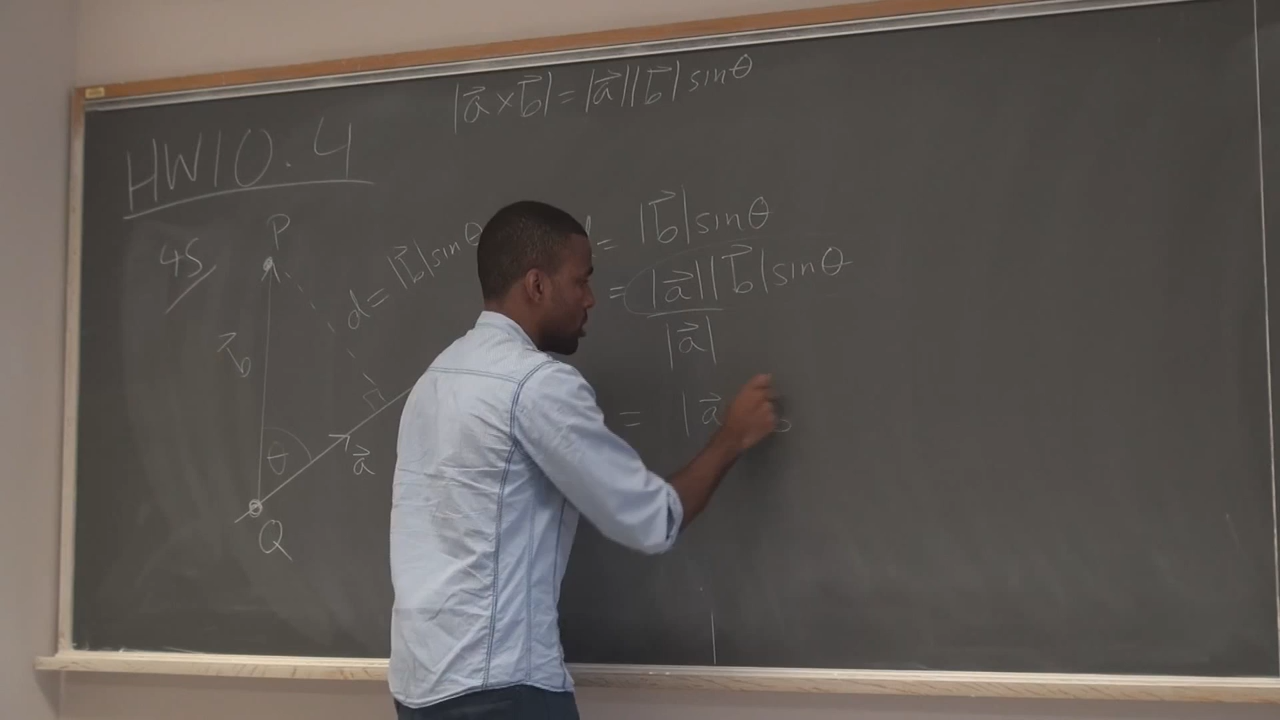 |a⃗ × b⃗| = |a⃗||b⃗| sinθ
HW10.4
45
P
d = |b⃗| sinθ
= |b⃗| sinθ
= |a⃗||b⃗| sinθ
|a⃗|
b⃗
θ
a⃗
= |a⃗
Q